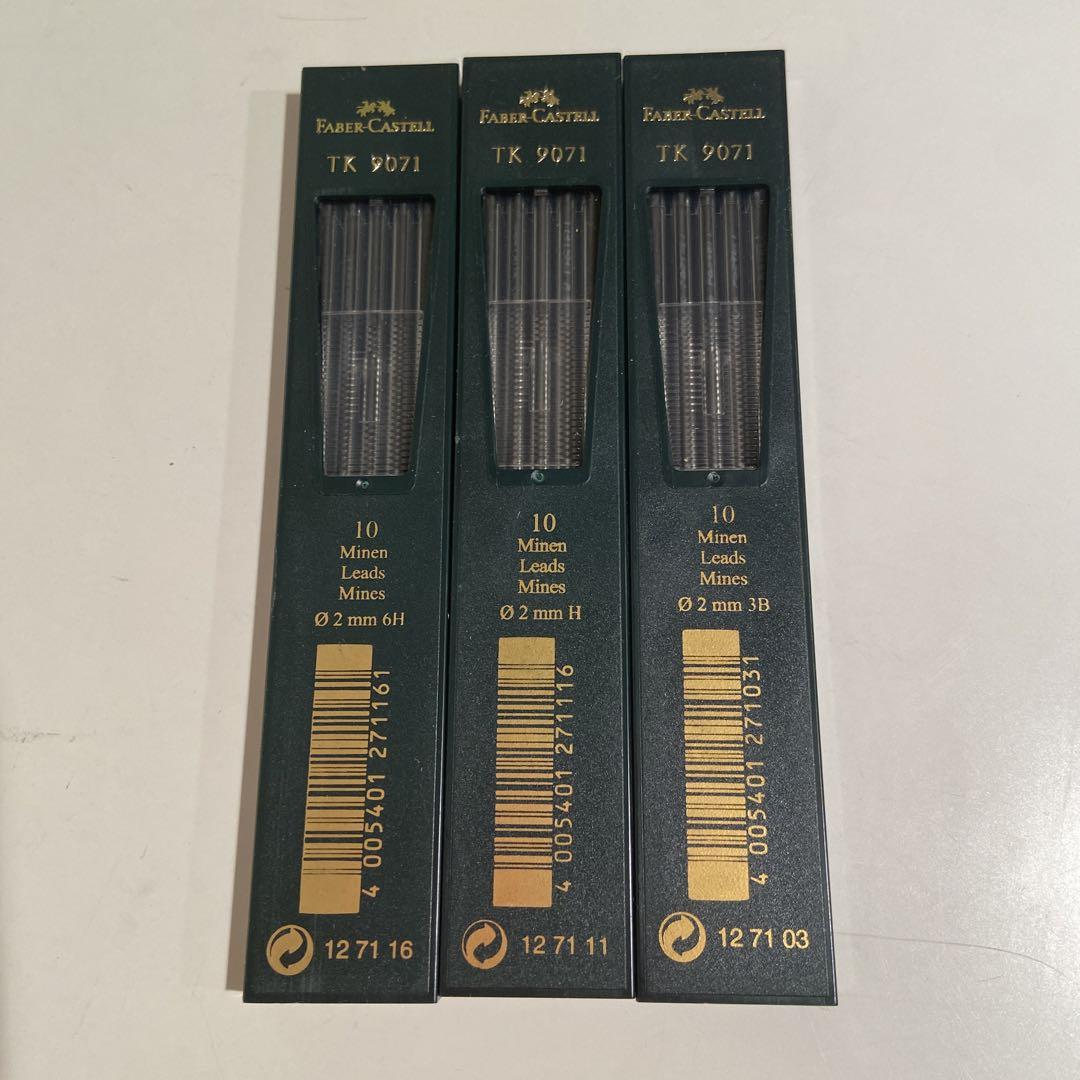 FABER-CASTELL
TK 9071
10
Minen
Leads
Mines
Ø 2 mm 6H
4 005401 271161
12 71 16
FABER-CASTELL
TK 9071
10
Minen
Leads
Mines
Ø 2 mm H
4 005401 271116
12 71 11
FABER-CASTELL
TK 9071
10
Minen
Leads
Mines
Ø 2 mm 3B
4 005401 271031
12 71 03